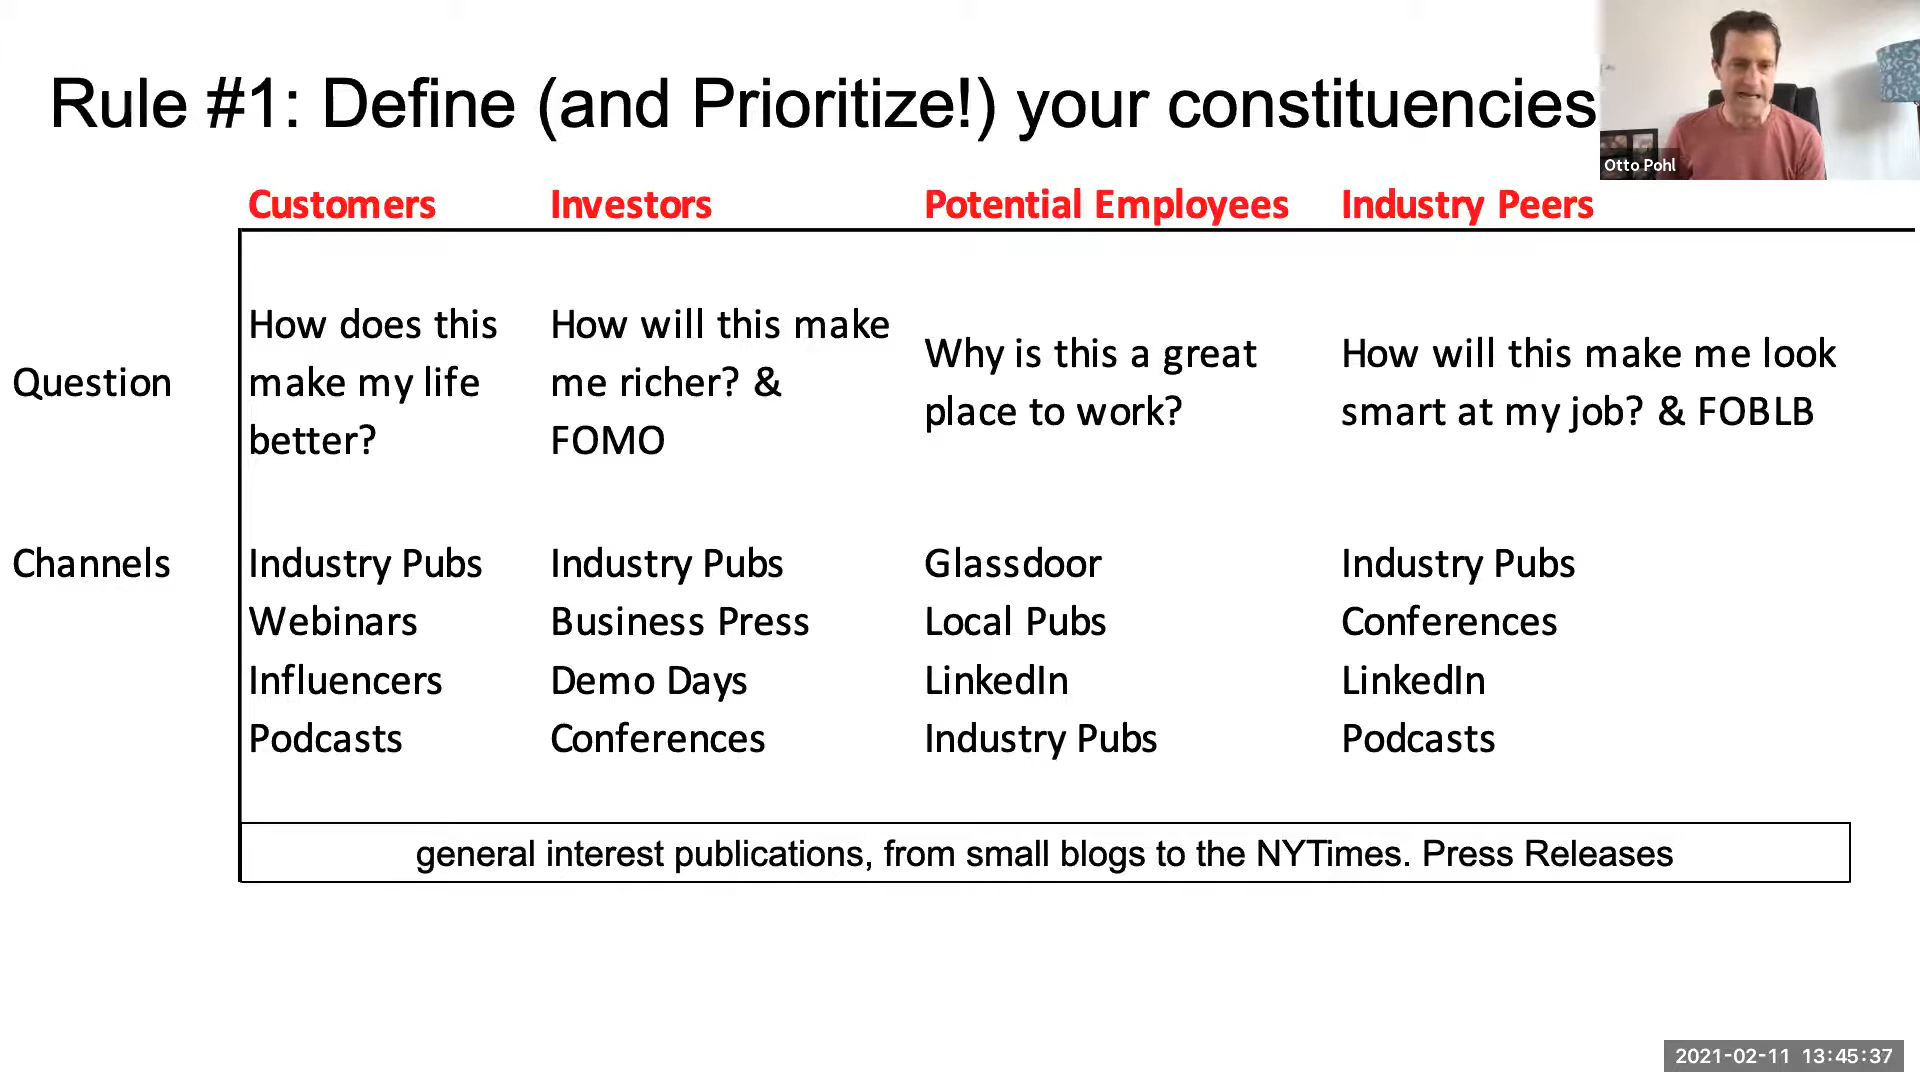 Rule #1: Define (and Prioritize!) your constituencies
Otto Pohl
Customers Investors Potential Employees Industry Peers
Question
How does this
make my life
better?
How will this make
me richer? &
FOMO
Why is this a great
place to work?
How will this make me look
smart at my job? & FOBLB
Channels
Industry Pubs
Webinars
Influencers
Podcasts
Industry Pubs
Business Press
Demo Days
Conferences
Glassdoor
Local Pubs
LinkedIn
Industry Pubs
Industry Pubs
Conferences
LinkedIn
Podcasts
general interest publications, from small blogs to the NYTimes. Press Releases
2021-02-11 13:45:37